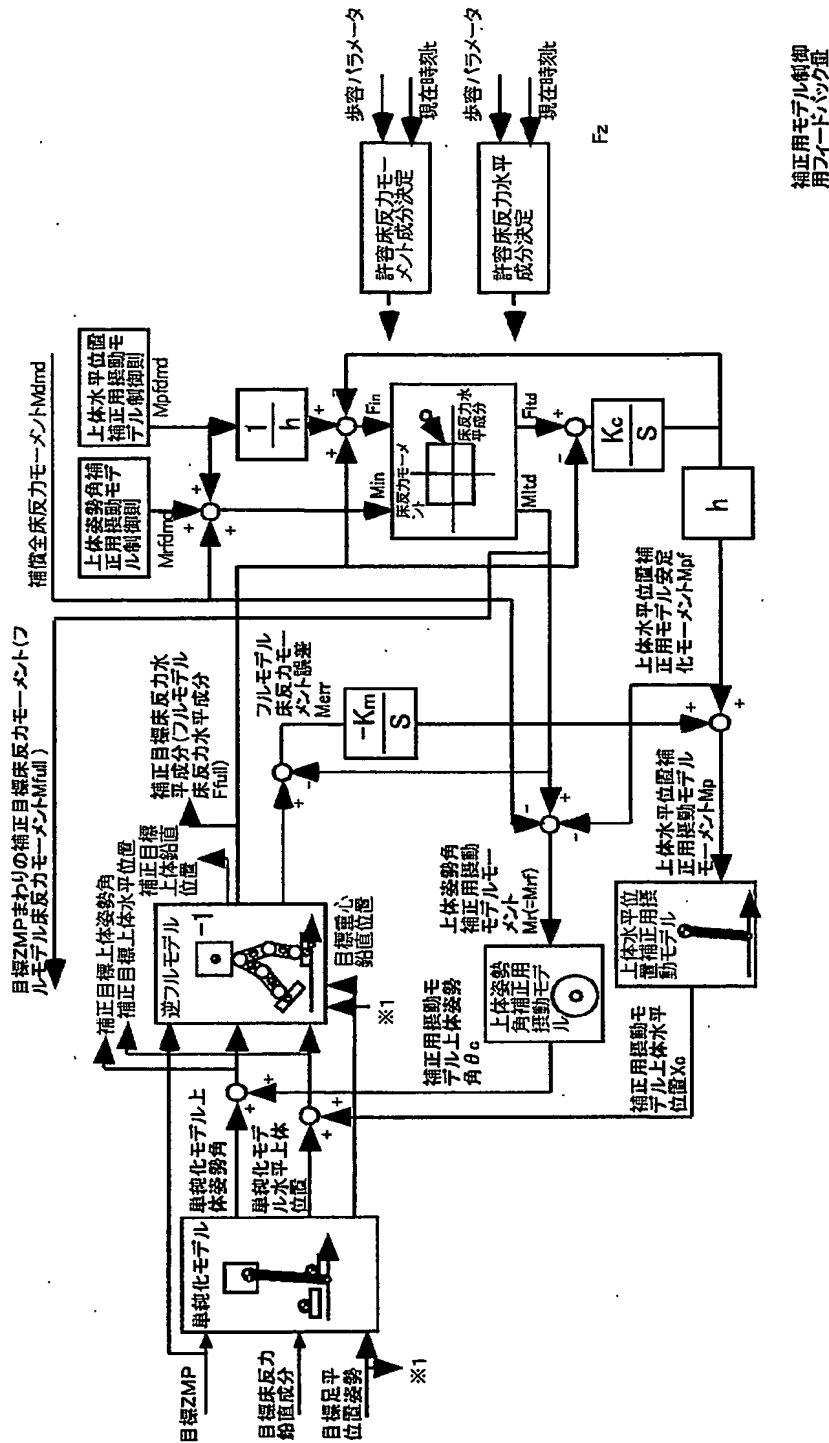 目標ZMP
目標床反力
鉛直成分
目標足平
位置姿勢
※1
単純化モデル
単純化モデル上
体姿勢角
単純化モデ
ル水平上体
位置
+
+
+
+
補正目標上体姿勢角
補正目標上体水平位置
補正目標
上体鉛直
位置
逆フルモデル
-1
目標重心
鉛直位置
※1
目標ZMPまわりの補正目標床反力モーメント(フ
ルモデル床反力モーメントMfull)
補正目標床反力水
平成分(フルモデル
床反力水平成分
Ffull)
フルモデル
床反力モー
メント誤差
Merr
+
-
-Km
S
補償全床反力モーメントMdmd
上体姿勢角補
正用摂動モデ
ル制御則
Mrfdmd
上体水平位置
補正用摂動モ
デル制御則
Mpfdmd
+
+
+
1
h
+
+
-
Fin
Min
床反力モーメ
ント
床反力水
平成分
Mltd
Fltd
+
-
Kc
S
h
上体水平位置補
正用モデル安定
化モーメントMpf
+
+
上体水平位置補
正用摂動モデル
モーメントMp
上体水平位
置補正用摂
動モデル
補正用摂動モ
デル上体水平
位置Xc
-
+
-
上体姿勢角
補正用摂動
モデルモー
メント
Mr(=Mrf)
上体姿勢
角補正用
摂動モデ
ル
補正用摂動モ
デル上体姿勢
角θc
許容床反力モー
メント成分決定
歩容パラメータ
現在時刻t
許容床反力水平
成分決定
歩容パラメータ
現在時刻t
Fz
補正用モデル制御
用フィードバック量